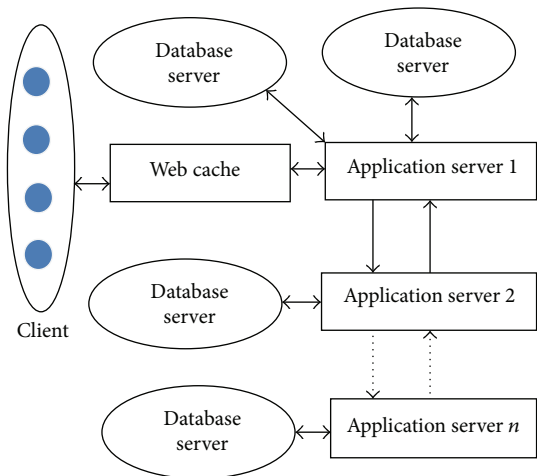 Database
server
Database
server
Web cache
Application server 1
Database
server
Application server 2
Client
Database
server
Application server n